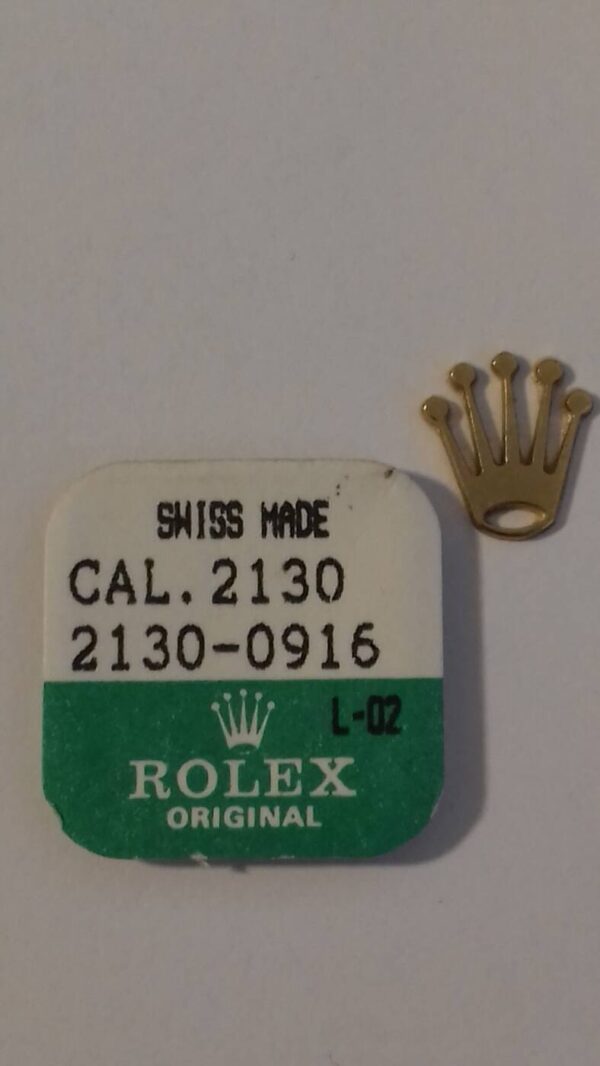 SWISS MADE
CAL. 2130
2130-0916
L-02
ROLEX
ORIGINAL